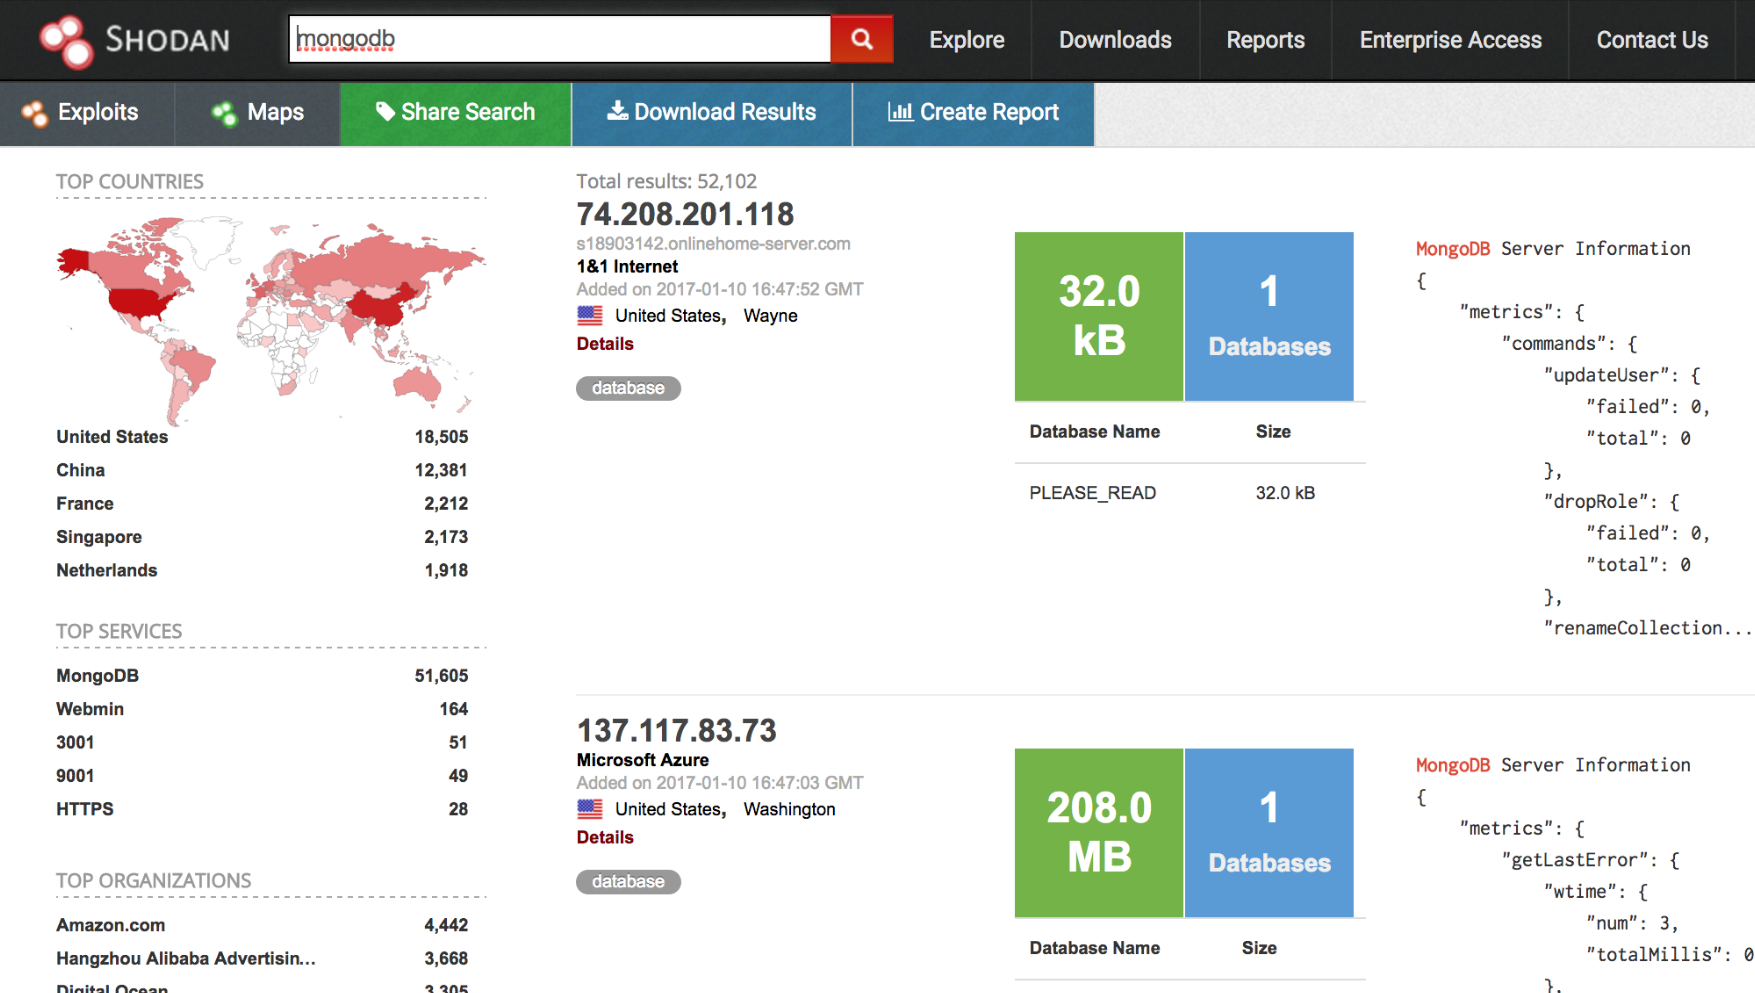 SHODAN
mongodb
Explore
Downloads
Reports
Enterprise Access
Contact Us
Exploits
Maps
Share Search
Download Results
Create Report
TOP COUNTRIES
United States 18,505
China 12,381
France 2,212
Singapore 2,173
Netherlands 1,918
TOP SERVICES
MongoDB 51,605
Webmin 164
3001 51
9001 49
HTTPS 28
TOP ORGANIZATIONS
Amazon.com 4,442
Hangzhou Alibaba Advertisin... 3,668
Digital Ocean 3,305
Total results: 52,102
74.208.201.118
s18903142.onlinehome-server.com
1&1 Internet
Added on 2017-01-10 16:47:52 GMT
United States, Wayne
Details
database
32.0
kB
1
Databases
Database Name Size
PLEASE_READ 32.0 kB
MongoDB Server Information
{
"metrics": {
"commands": {
"updateUser": {
"failed": 0,
"total": 0
},
"dropRole": {
"failed": 0,
"total": 0
},
"renameCollection...
137.117.83.73
Microsoft Azure
Added on 2017-01-10 16:47:03 GMT
United States, Washington
Details
database
208.0
MB
1
Databases
Database Name Size
MongoDB Server Information
{
"metrics": {
"getLastError": {
"wtime": {
"num": 3,
"totalMillis": 0
},